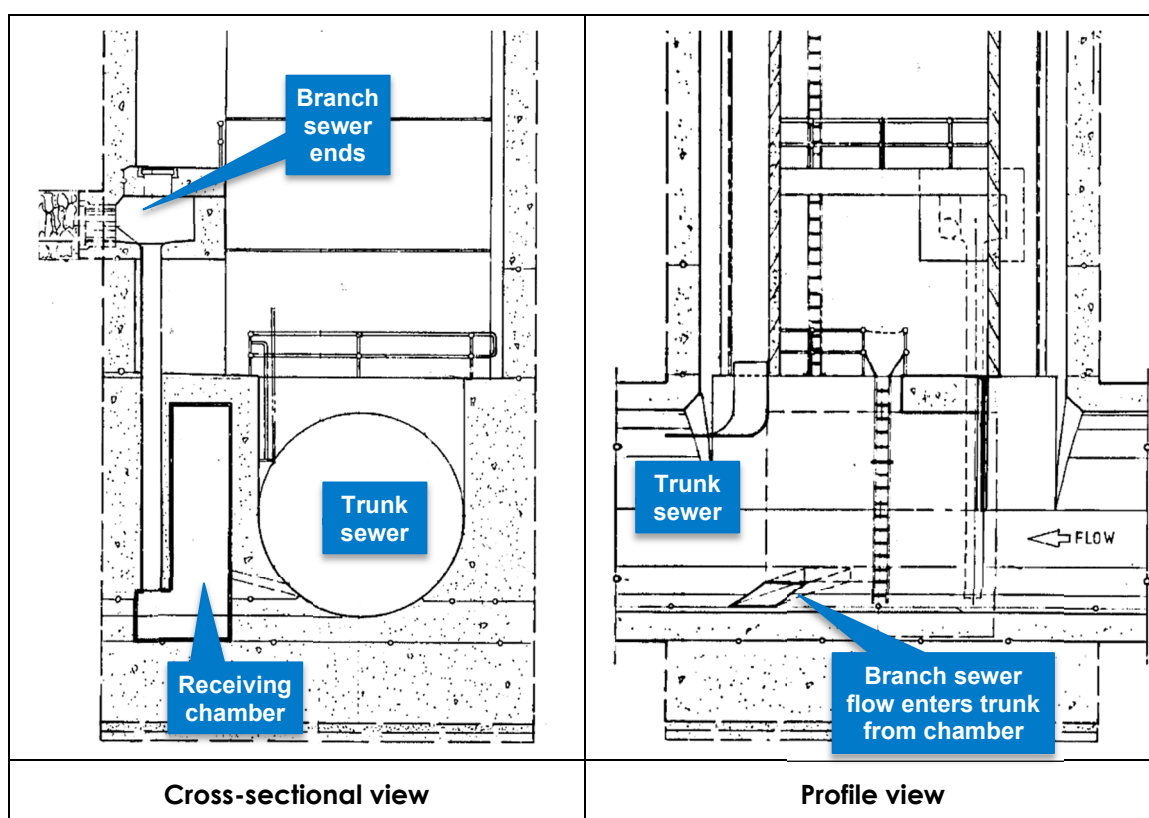 Branch
sewer
ends
Trunk
sewer
Receiving
chamber
Cross-sectional view
Trunk
sewer
FLOW
Branch sewer
flow enters trunk
from chamber
Profile view